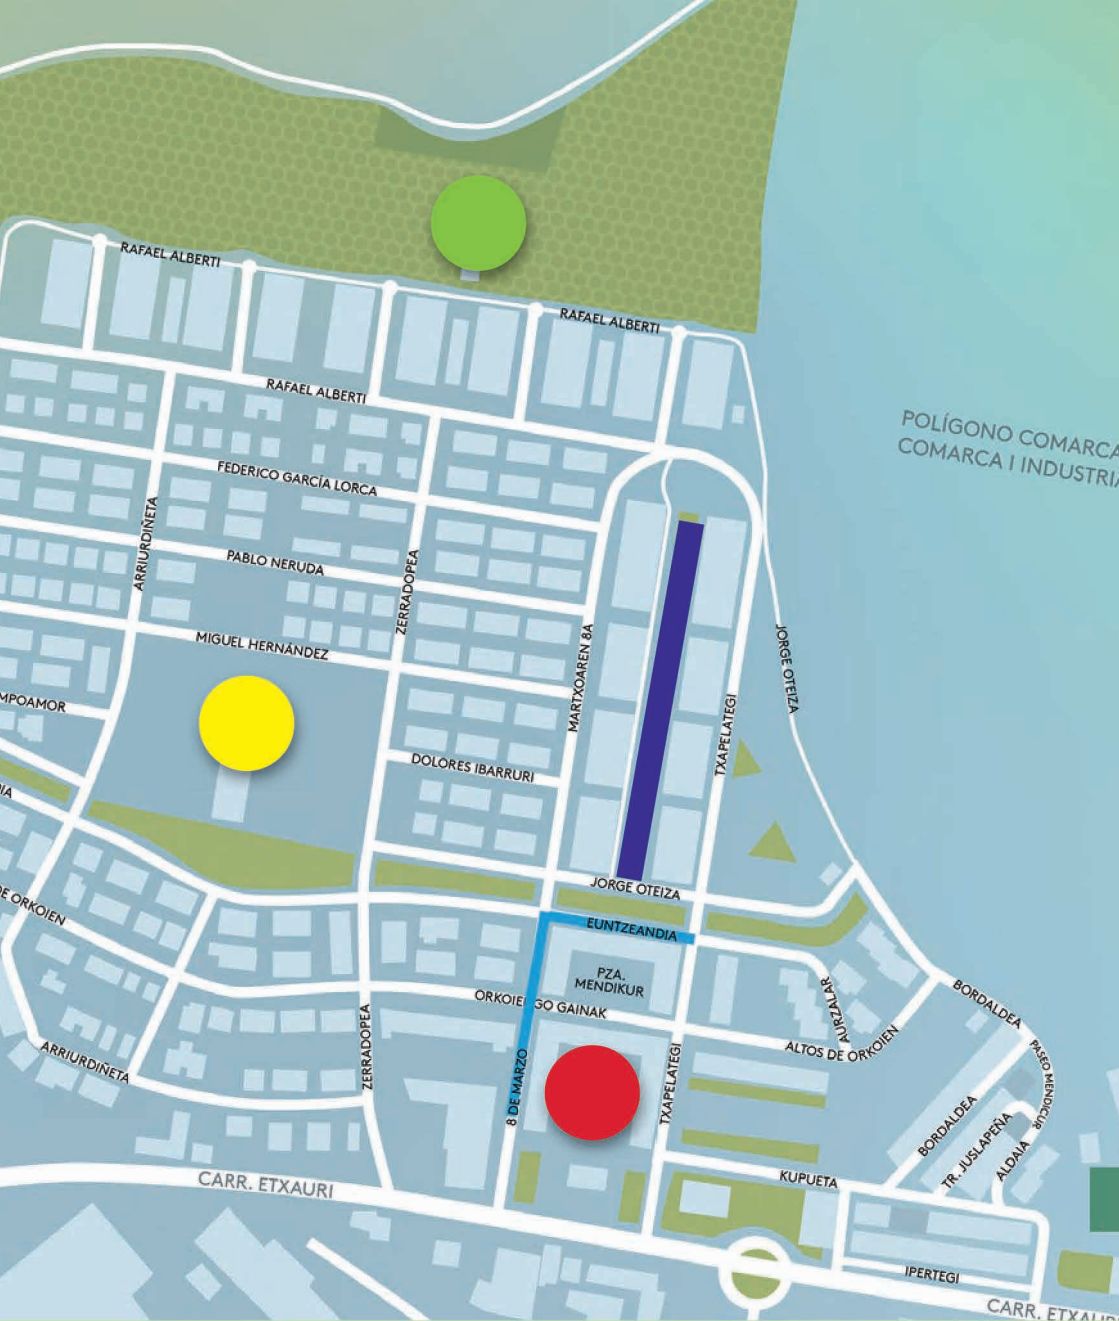 RAFAEL ALBERTI
RAFAEL ALBERTI
RAFAEL ALBERTI
POLÍGONO COMARCA
COMARCA I INDUSTRIA
FEDERICO GARCÍA LORCA
ARRIURDIÑETA
PABLO NERUDA
ZERRADOPEA
MIGUEL HERNÁNDEZ
MARTXOAREN 8A
JORGE OTEIZA
MPOAMOR
TXAPELATEGI
DOLORES IBARRURI
IA
JORGE OTEIZA
DE ORKOIEN
EUNTZEANDIA
PZA.
MENDIKUR
ORKOIENGO GAINAK
AURZALAR
BORDALDEA
ALTOS DE ORKOIEN
ZERRADOPEA
ARRIURDIÑETA
8 DE MARZO
TXAPELATEGI
PASEO MENDICUR
BORDALDEA
TR. JUSLAPEÑA
ALDAIA
KUPUETA
CARR. ETXAURI
IPERTEGI
CARR. ETXAU